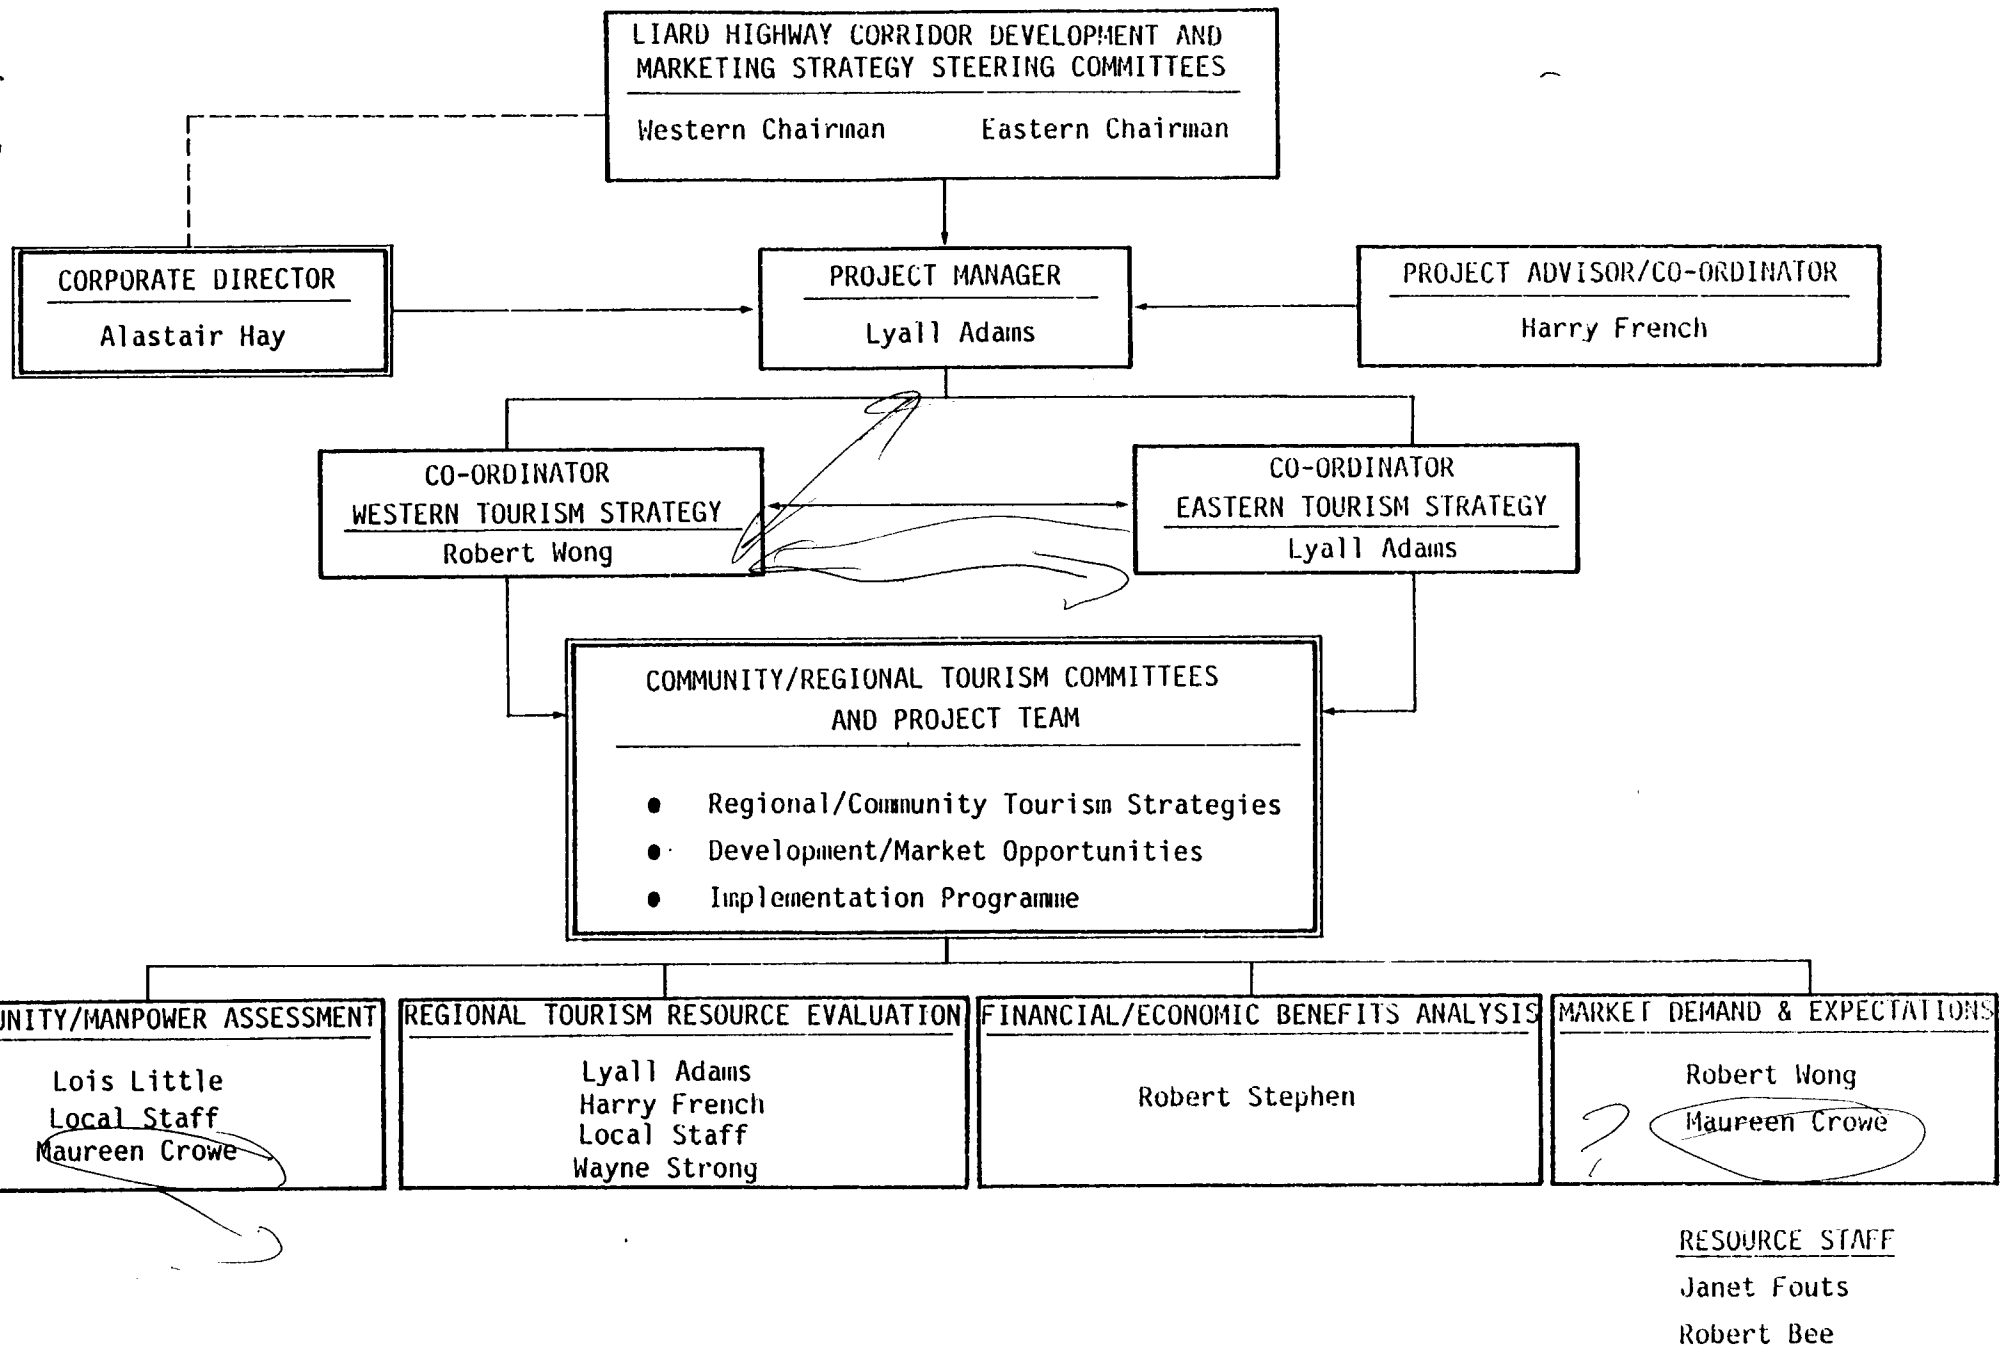 LIARD HIGHWAY CORRIDOR DEVELOPMENT AND
MARKETING STRATEGY STEERING COMMITTEES
Western Chairman Eastern Chairman
CORPORATE DIRECTOR
Alastair Hay
PROJECT MANAGER
Lyall Adams
PROJECT ADVISOR/CO-ORDINATOR
Harry French
CO-ORDINATOR
WESTERN TOURISM STRATEGY
Robert Wong
CO-ORDINATOR
EASTERN TOURISM STRATEGY
Lyall Adams
COMMUNITY/REGIONAL TOURISM COMMITTEES
AND PROJECT TEAM
● Regional/Community Tourism Strategies
● Development/Market Opportunities
● Implementation Programme
UNITY/MANPOWER ASSESSMENT
Lois Little
Local Staff
Maureen Crowe
REGIONAL TOURISM RESOURCE EVALUATION
Lyall Adams
Harry French
Local Staff
Wayne Strong
FINANCIAL/ECONOMIC BENEFITS ANALYSIS
Robert Stephen
MARKET DEMAND & EXPECTATIONS
Robert Wong
? Maureen Crowe
RESOURCE STAFF
Janet Fouts
Robert Bee